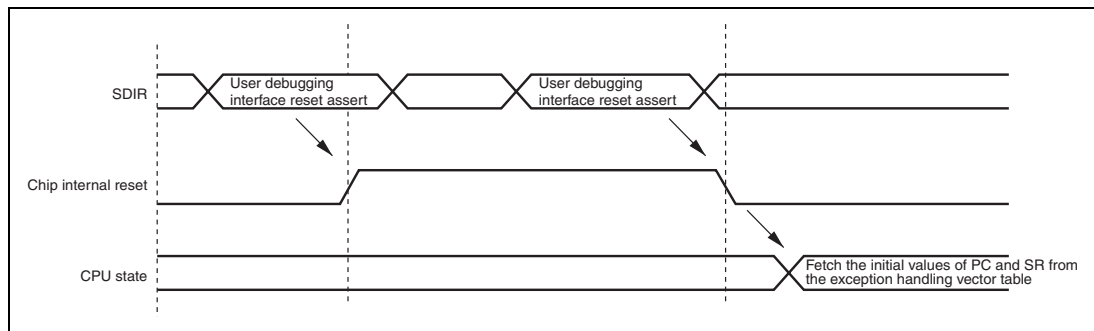 SDIR
User debugging
interface reset assert
User debugging
interface reset assert
Chip internal reset
CPU state
Fetch the initial values of PC and SR from
the exception handling vector table